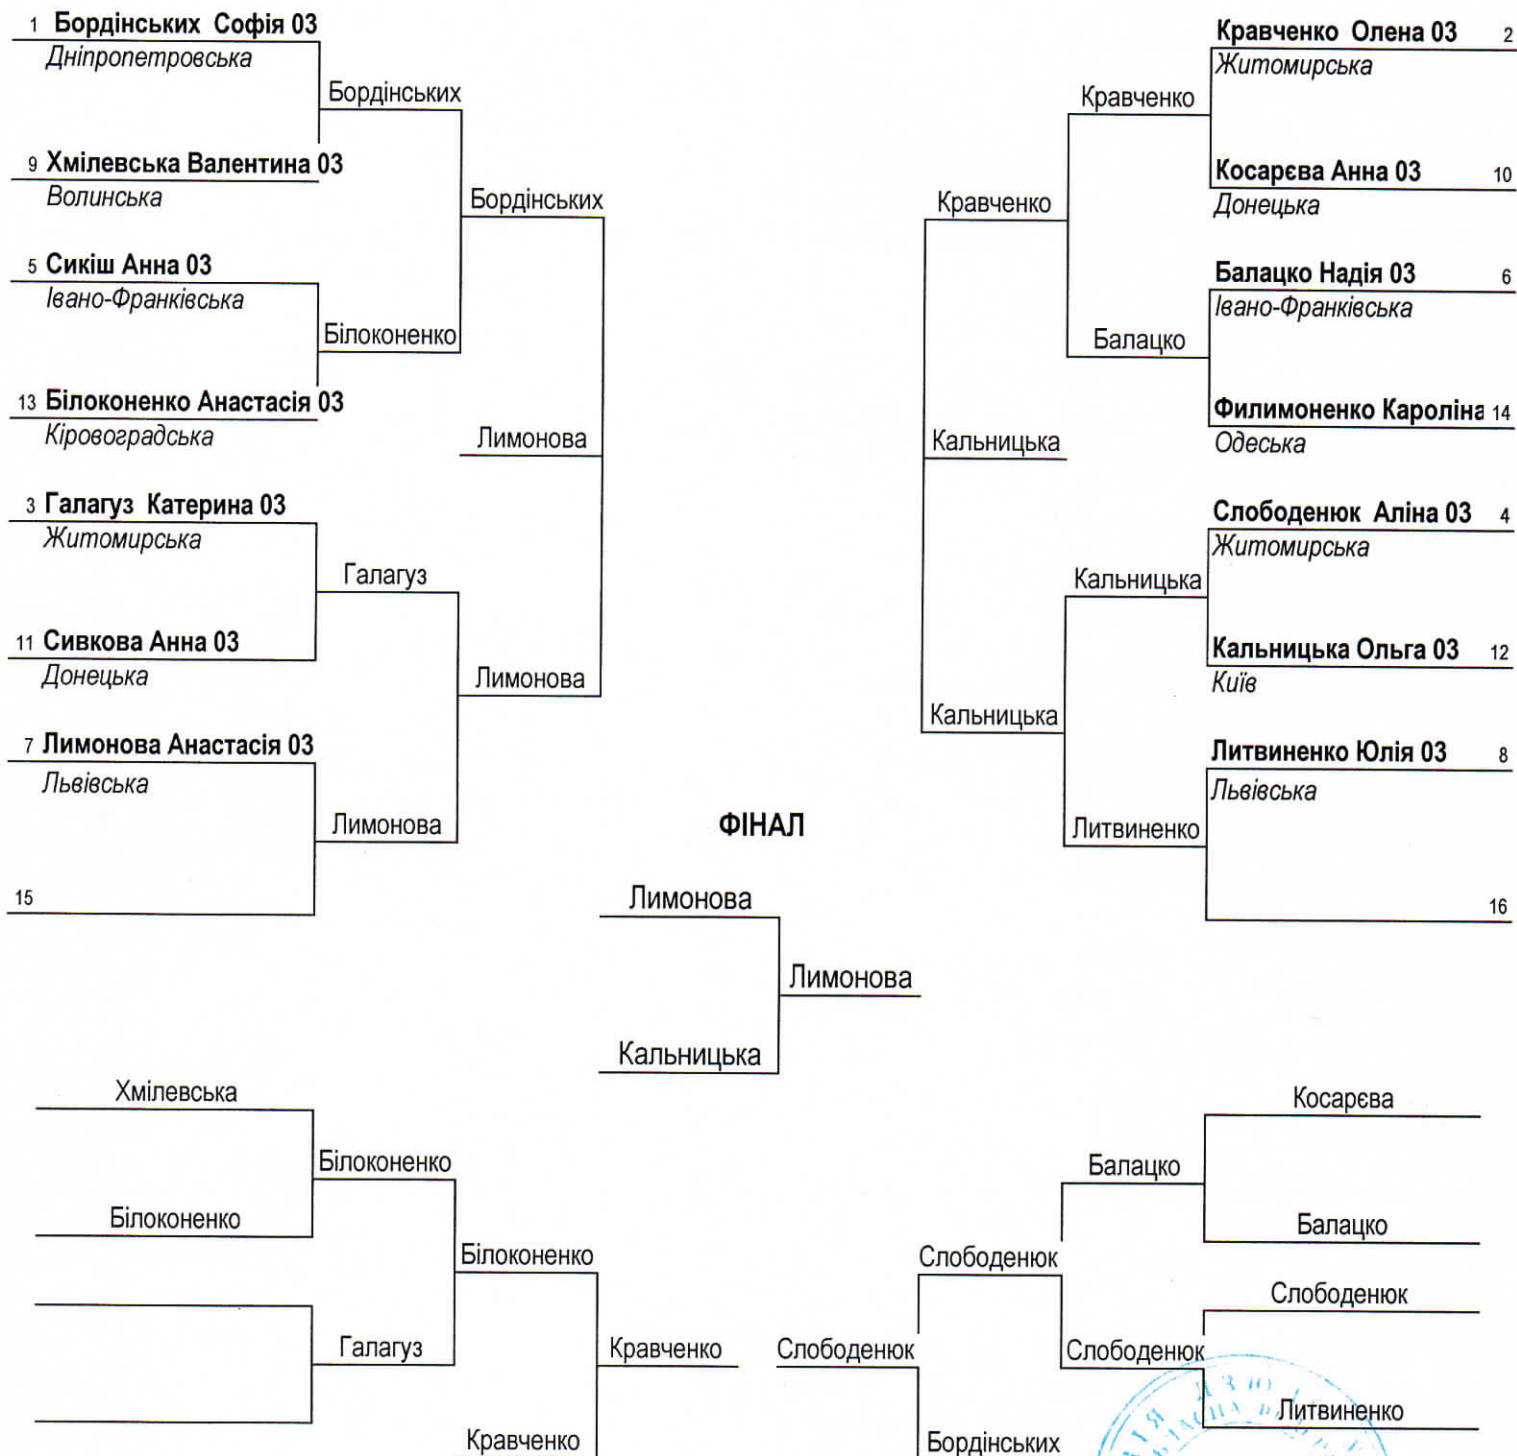 1 Бордінських Софія 03
Дніпропетровська
Бордінських
9 Хмілевська Валентина 03
Волинська
Бордінських
5 Сикіш Анна 03
Івано-Франківська
Білоконенко
13 Білоконенко Анастасія 03
Кіровоградська
Лимонова
3 Галагуз Катерина 03
Житомирська
Галагуз
11 Сивкова Анна 03
Донецька
Лимонова
7 Лимонова Анастасія 03
Львівська
Лимонова
15
Кравченко Олена 03 2
Житомирська
Кравченко
Косарєва Анна 03 10
Донецька
Кравченко
Балацко Надія 03 6
Івано-Франківська
Балацко
Филимоненко Кароліна 14
Одеська
Кальницька
Слободенюк Аліна 03 4
Житомирська
Кальницька
Кальницька Ольга 03 12
Київ
Кальницька
Литвиненко Юлія 03 8
Львівська
Литвиненко
16
ФІНАЛ
Лимонова
Лимонова
Кальницька
Хмілевська
Білоконенко
Білоконенко
Білоконенко
Галагуз
Кравченко
Кравченко
Косарєва
Балацко
Балацко
Слободенюк
Слободенюк
Слободенюк
Слободенюк
Литвиненко
Бордінських